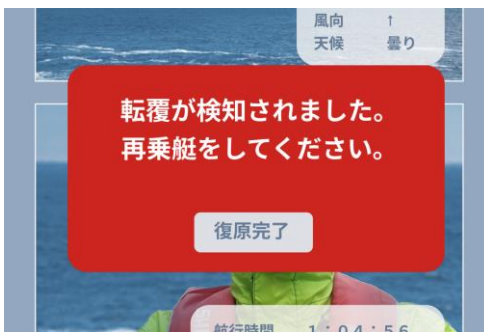 風向 ↑
天候 曇り
転覆が検知されました。
再乗艇をしてください。
復原完了
航行時間 1:04:56